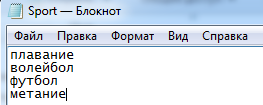 Sport — Блокнот
Файл Правка Формат Вид Справка
плавание
волейбол
футбол
метание